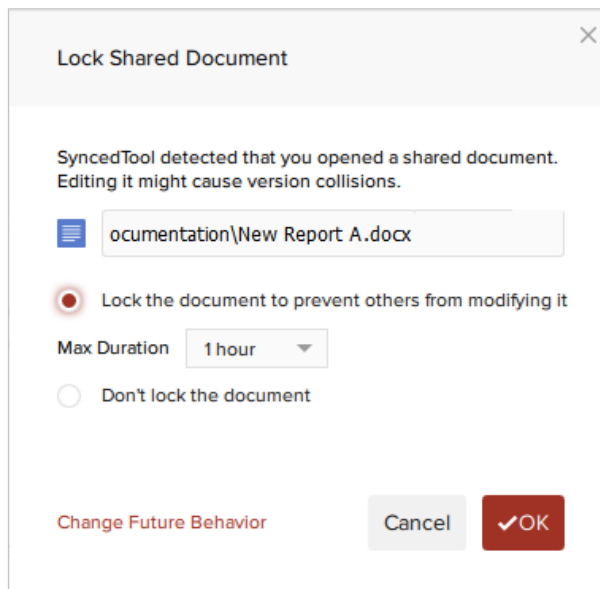 Lock Shared Document
SyncedTool detected that you opened a shared document.
Editing it might cause version collisions.
ocumentation\New Report A.docx
Lock the document to prevent others from modifying it
Max Duration 1 hour
Don't lock the document
Change Future Behavior Cancel OK